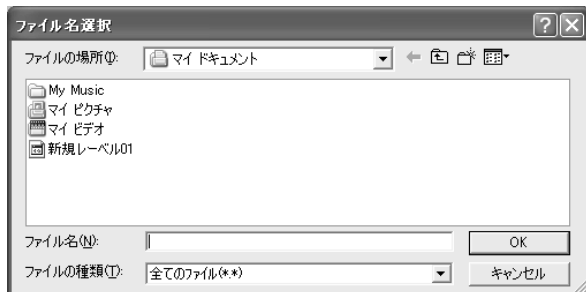 ファイル名選択
ファイルの場所(I):
マイ ドキュメント
My Music
マイ ピクチャ
マイ ビデオ
新規レーベル01
ファイル名(N):
OK
ファイルの種類(T):
全てのファイル(*.*)
キャンセル